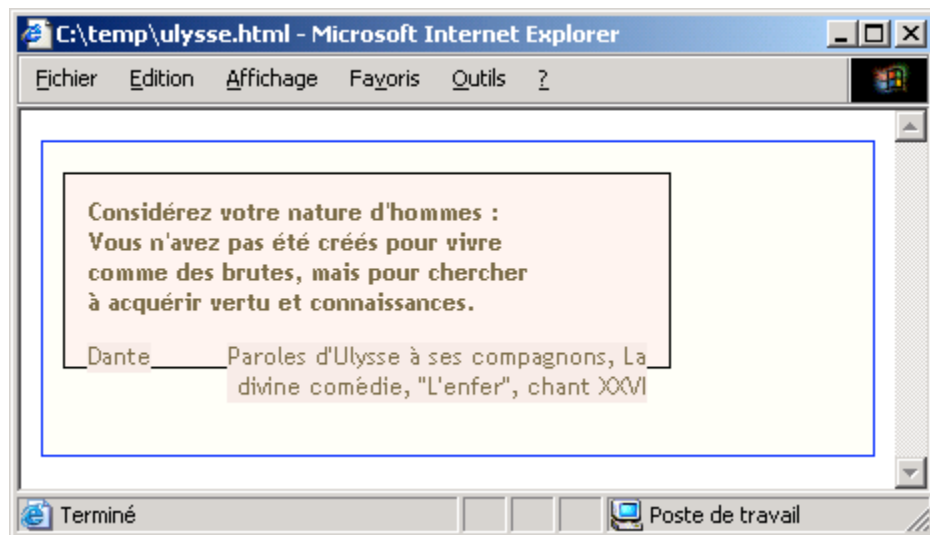 C:\temp\ulysse.html - Microsoft Internet Explorer
Fichier Edition Affichage Favoris Outils ?
Considérez votre nature d'hommes :
Vous n'avez pas été créés pour vivre
comme des brutes, mais pour chercher
à acquérir vertu et connaissances.
Dante Paroles d'Ulysse à ses compagnons, La
divine comédie, "L'enfer", chant XXVI
Terminé Poste de travail